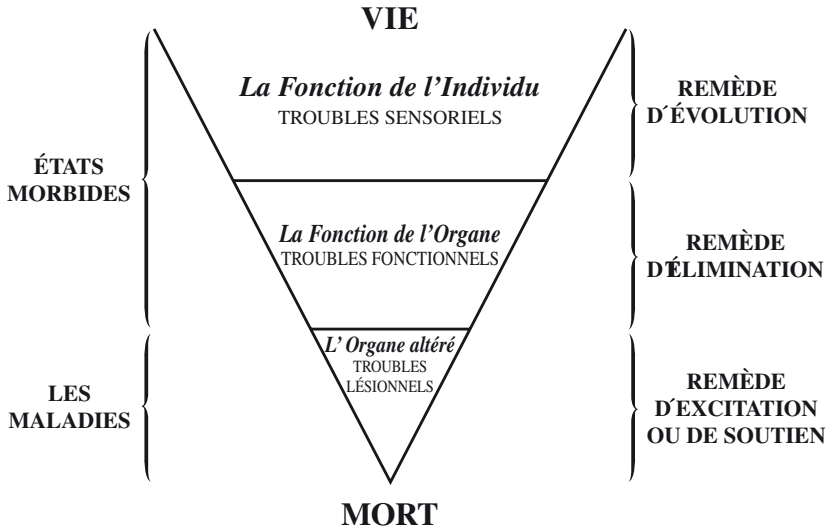 VIE
La Fonction de l'Individu
TROUBLES SENSORIELS
REMÈDE
D´ÉVOLUTION
ÉTATS
MORBIDES
La Fonction de l'Organe
TROUBLES FONCTIONNELS
REMÈDE
D´ÉLIMINATION
L' Organe altéré
TROUBLES
LÉSIONNELS
LES
MALADIES
REMÈDE
D´EXCITATION
OU DE SOUTIEN
MORT